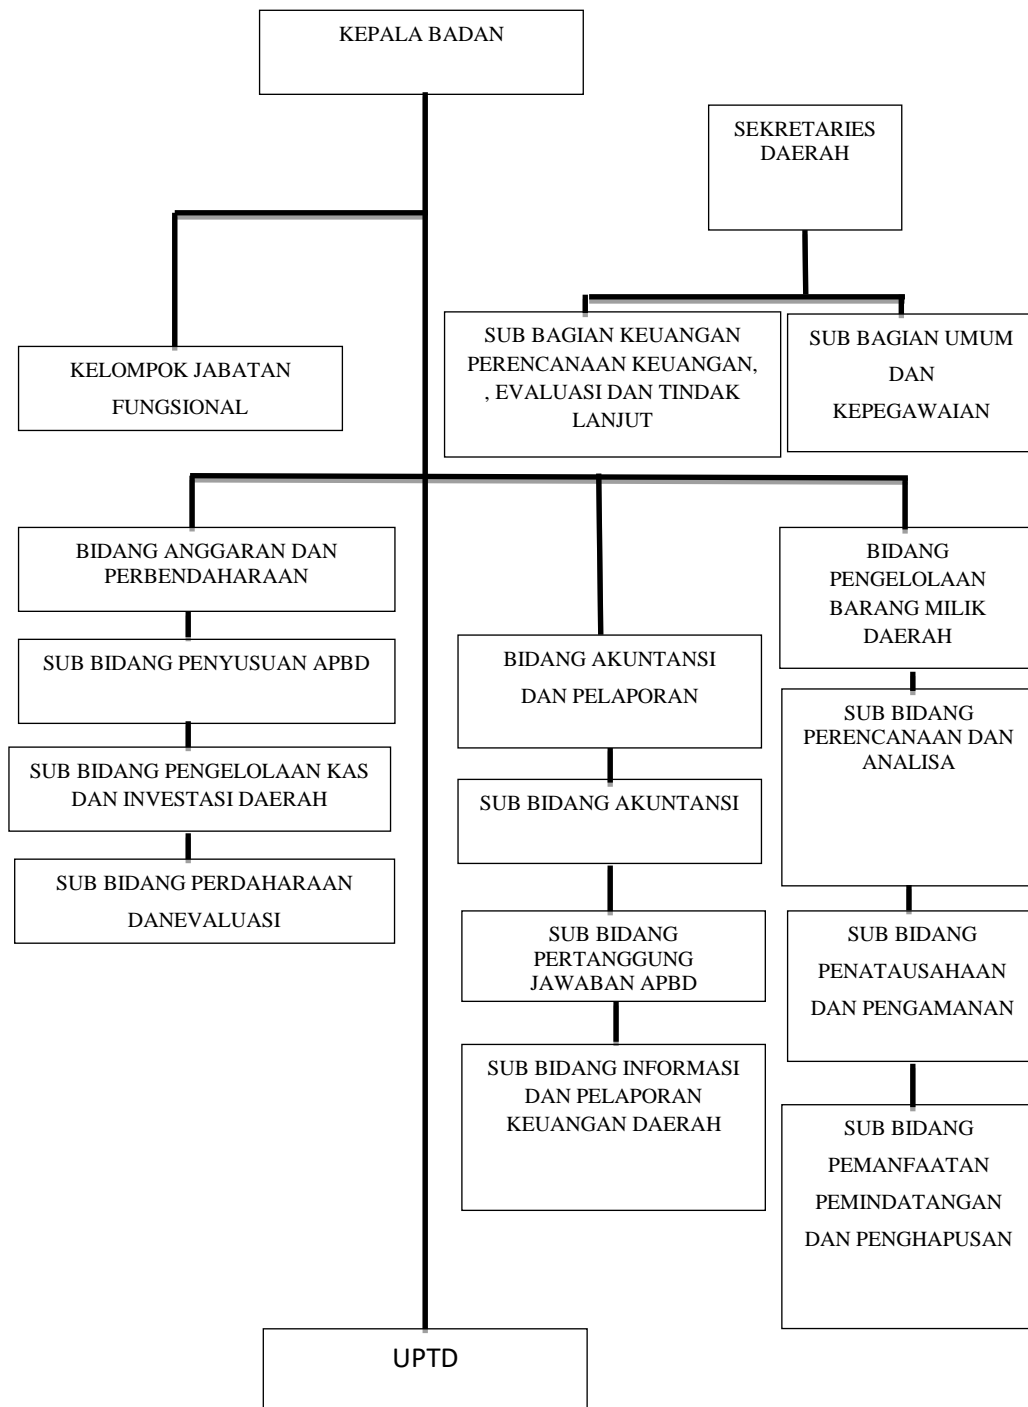 KEPALA BADAN
SEKRETARIES
DAERAH
KELOMPOK JABATAN
FUNGSIONAL
SUB BAGIAN KEUANGAN
PERENCANAAN KEUANGAN,
, EVALUASI DAN TINDAK
LANJUT
SUB BAGIAN UMUM
DAN
KEPEGAWAIAN
BIDANG ANGGARAN DAN
PERBENDAHARAAN
SUB BIDANG PENYUSUAN APBD
SUB BIDANG PENGELOLAAN KAS
DAN INVESTASI DAERAH
SUB BIDANG PERDAHARAAN
DANEVALUASI
BIDANG AKUNTANSI
DAN PELAPORAN
SUB BIDANG AKUNTANSI
SUB BIDANG
PERTANGGUNG
JAWABAN APBD
SUB BIDANG INFORMASI
DAN PELAPORAN
KEUANGAN DAERAH
BIDANG
PENGELOLAAN
BARANG MILIK
DAERAH
SUB BIDANG
PERENCANAAN DAN
ANALISA
SUB BIDANG
PENATAUSAHAAN
DAN PENGAMANAN
SUB BIDANG
PEMANFAATAN
PEMINDATANGAN
DAN PENGHAPUSAN
UPTD